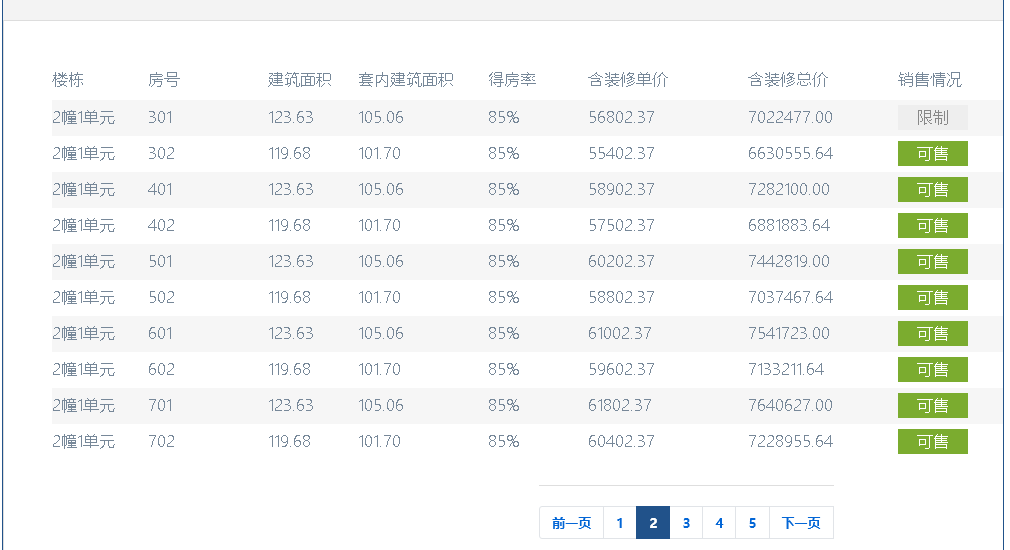 楼栋 房号 建筑面积 套内建筑面积 得房率 含装修单价 含装修总价 销售情况
2幢1单元 301 123.63 105.06 85% 56802.37 7022477.00 限制
2幢1单元 302 119.68 101.70 85% 55402.37 6630555.64 可售
2幢1单元 401 123.63 105.06 85% 58902.37 7282100.00 可售
2幢1单元 402 119.68 101.70 85% 57502.37 6881883.64 可售
2幢1单元 501 123.63 105.06 85% 60202.37 7442819.00 可售
2幢1单元 502 119.68 101.70 85% 58802.37 7037467.64 可售
2幢1单元 601 123.63 105.06 85% 61002.37 7541723.00 可售
2幢1单元 602 119.68 101.70 85% 59602.37 7133211.64 可售
2幢1单元 701 123.63 105.06 85% 61802.37 7640627.00 可售
2幢1单元 702 119.68 101.70 85% 60402.37 7228955.64 可售
前一页 1 2 3 4 5 下一页